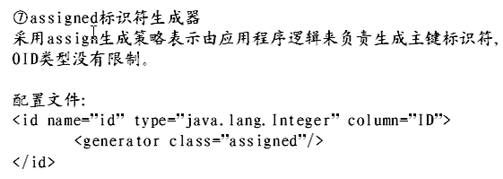 ⑦assigned标识符生成器
采用assign生成策略表示由应用程序逻辑来负责生成主键标识符,
OID类型没有限制。
配置文件:
<id name="id" type="java.lang.Integer" column="ID">
<generator class="assigned"/>
</id>